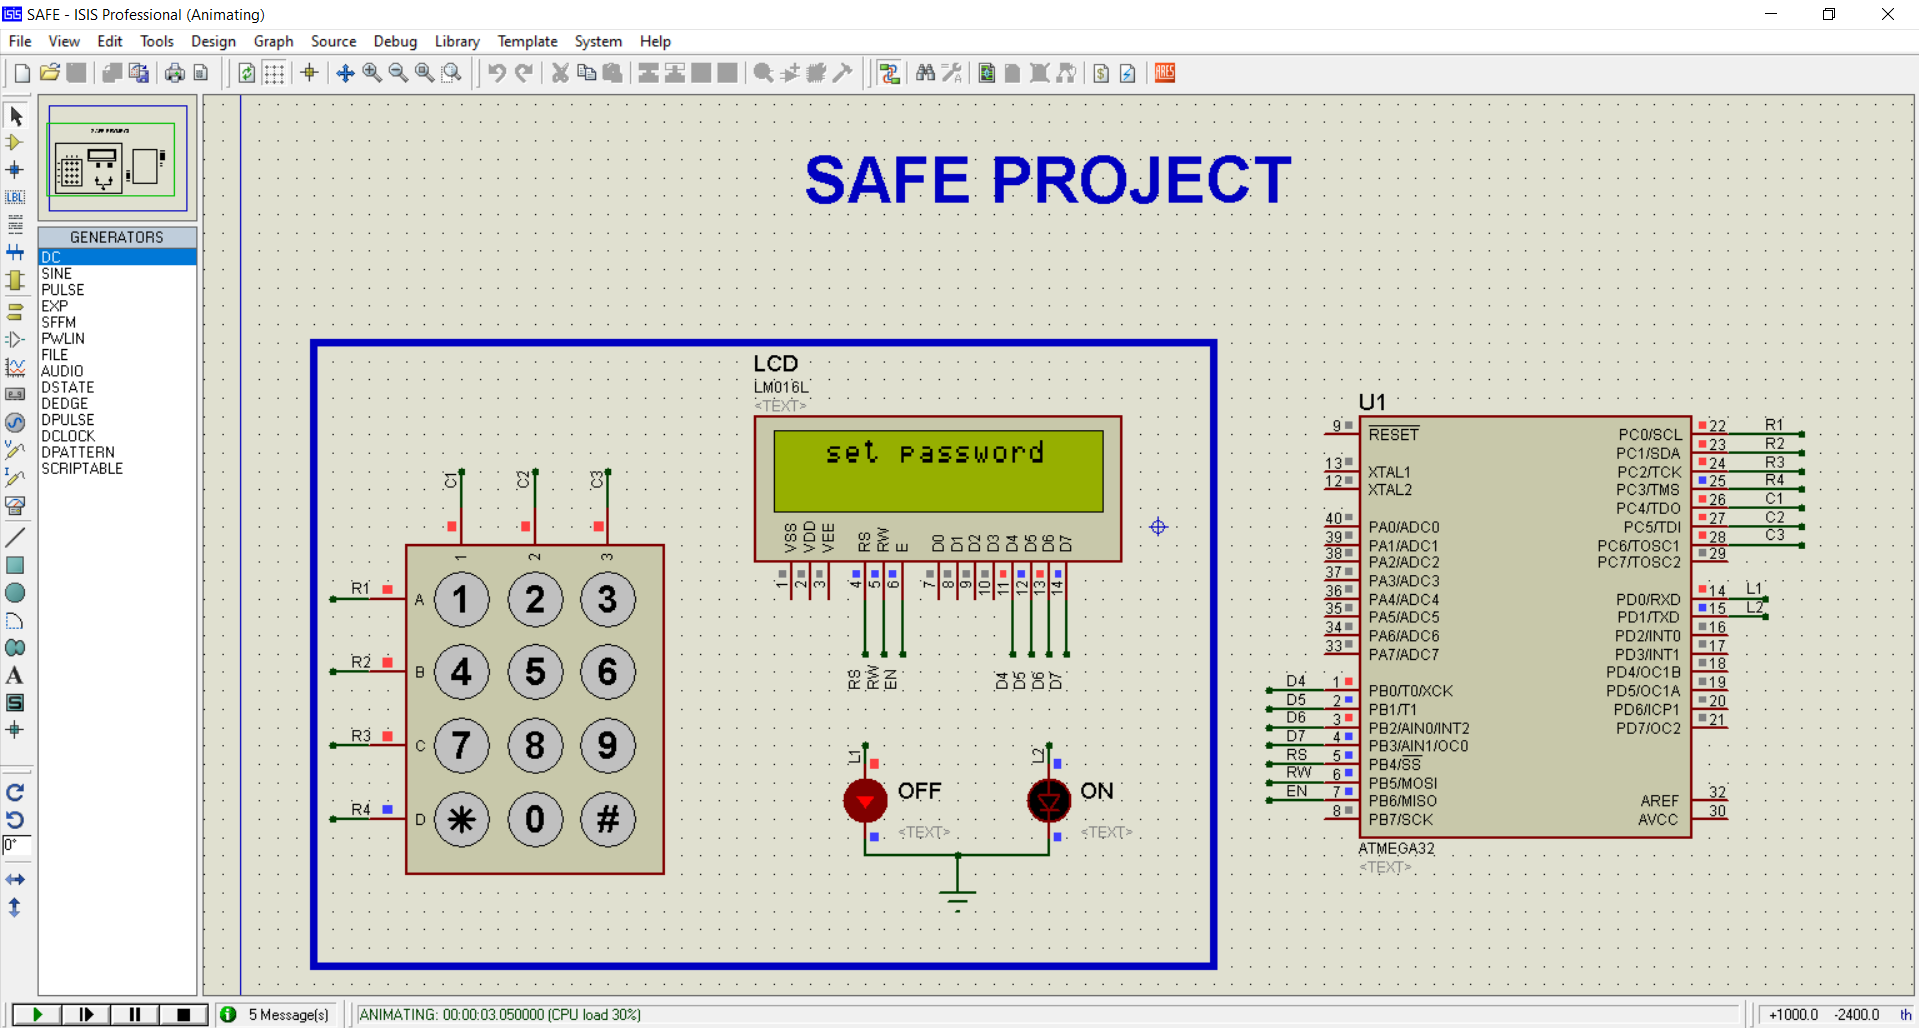 SAFE - ISIS Professional (Animating)
File View Edit Tools Design Graph Source Debug Library Template System Help
LBL
A
S
0°
GENERATORS
DC
SINE
PULSE
EXP
SFFM
PWLIN
FILE
AUDIO
DSTATE
DEDGE
DPULSE
DCLOCK
DPATTERN
SCRIPTABLE
ARES
SAFE PROJECT
LCD
LM016L
<TEXT>
set password
VSS VDD VEE RS RW E D0 D1 D2 D3 D4 D5 D6 D7
1 2 3 4 5 6 7 8 9 10 11 12 13 14
RS RW EN D4 D5 D6 D7
C1 C2 C3
1 2 3
R1 A 1 2 3
R2 B 4 5 6
R3 C 7 8 9
R4 D * 0 #
L1 OFF
<TEXT>
L2 ON
<TEXT>
U1
9 RESET PC0/SCL 22 R1
PC1/SDA 23 R2
13 XTAL1 PC2/TCK 24 R3
12 XTAL2 PC3/TMS 25 R4
PC4/TDO 26 C1
40 PA0/ADC0 PC5/TDI 27 C2
39 PA1/ADC1 PC6/TOSC1 28 C3
38 PA2/ADC2 PC7/TOSC2 29
37 PA3/ADC3
36 PA4/ADC4 PD0/RXD 14 L1
35 PA5/ADC5 PD1/TXD 15 L2
34 PA6/ADC6 PD2/INT0 16
33 PA7/ADC7 PD3/INT1 17
PD4/OC1B 18
D4 1 PB0/T0/XCK PD5/OC1A 19
D5 2 PB1/T1 PD6/ICP1 20
D6 3 PB2/AIN0/INT2 PD7/OC2 21
D7 4 PB3/AIN1/OC0
RS 5 PB4/SS
RW 6 PB5/MOSI
EN 7 PB6/MISO AREF 32
8 PB7/SCK AVCC 30
ATMEGA32
<TEXT>
5 Message(s)
ANIMATING: 00:00:03.050000 (CPU load 30%)
+1000.0 -2400.0 th